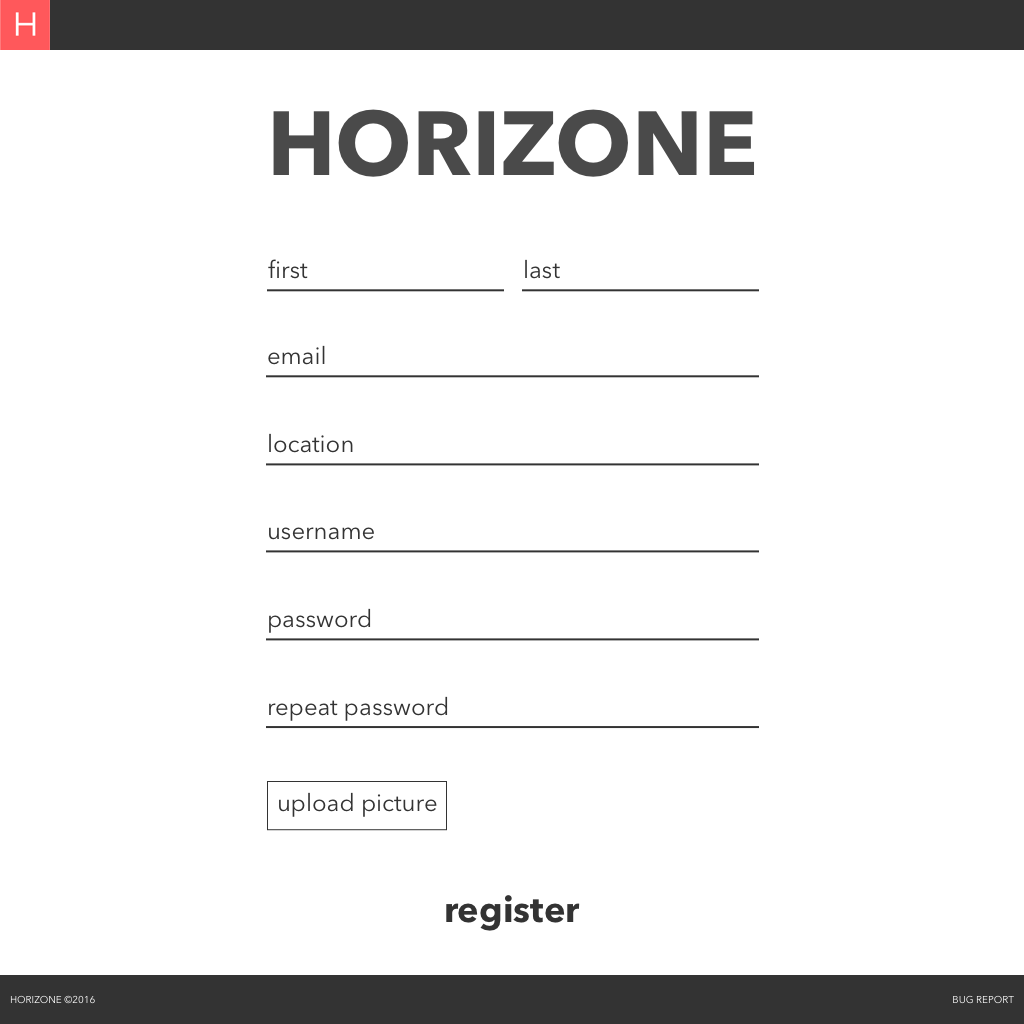 H
HORIZONE
first last
email
location
username
password
repeat password
upload picture
register
HORIZONE ©2016 BUG REPORT